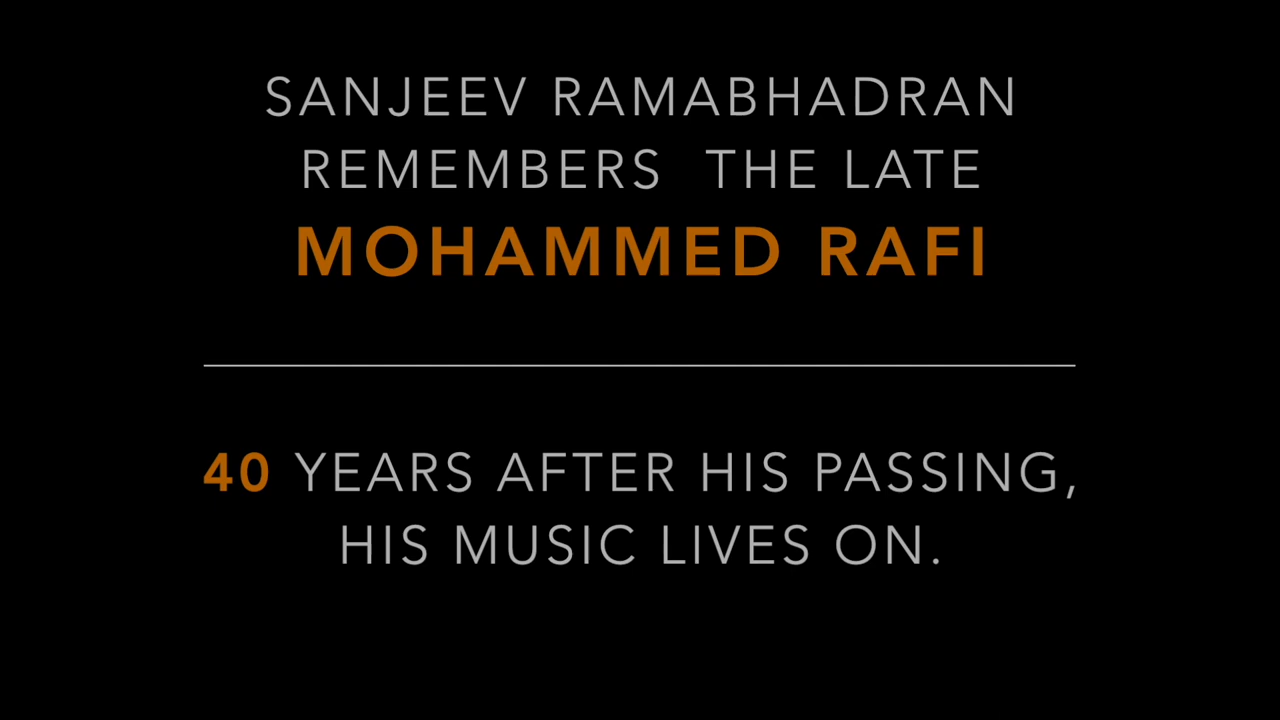 SANJEEV RAMABHADRAN
REMEMBERS THE LATE
MOHAMMED RAFI
40 YEARS AFTER HIS PASSING,
HIS MUSIC LIVES ON.